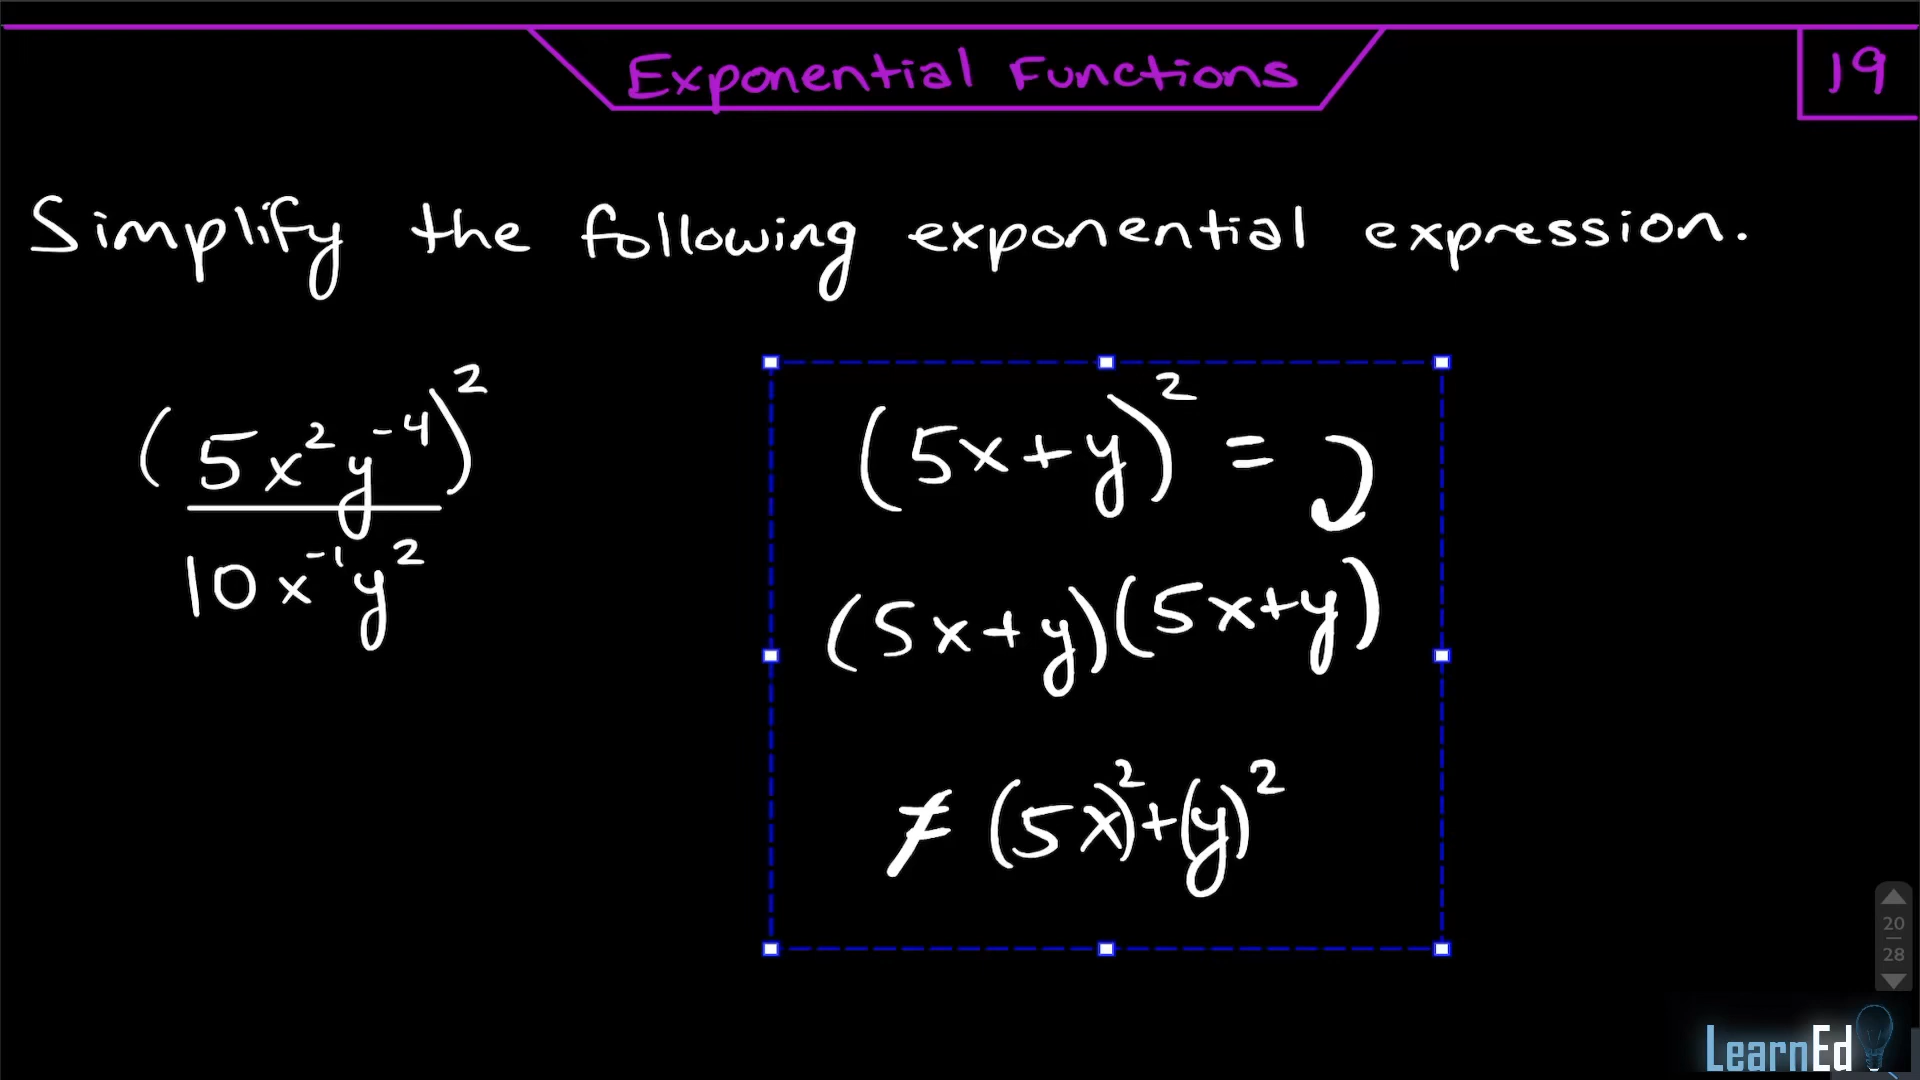 Exponential Functions
19
Simplify the following exponential expression.
(5x²y⁻⁴)²
10x⁻¹y²
(5x+y)² =
(5x+y)(5x+y)
≠ (5x)²+(y)²
20
28
LearnEd